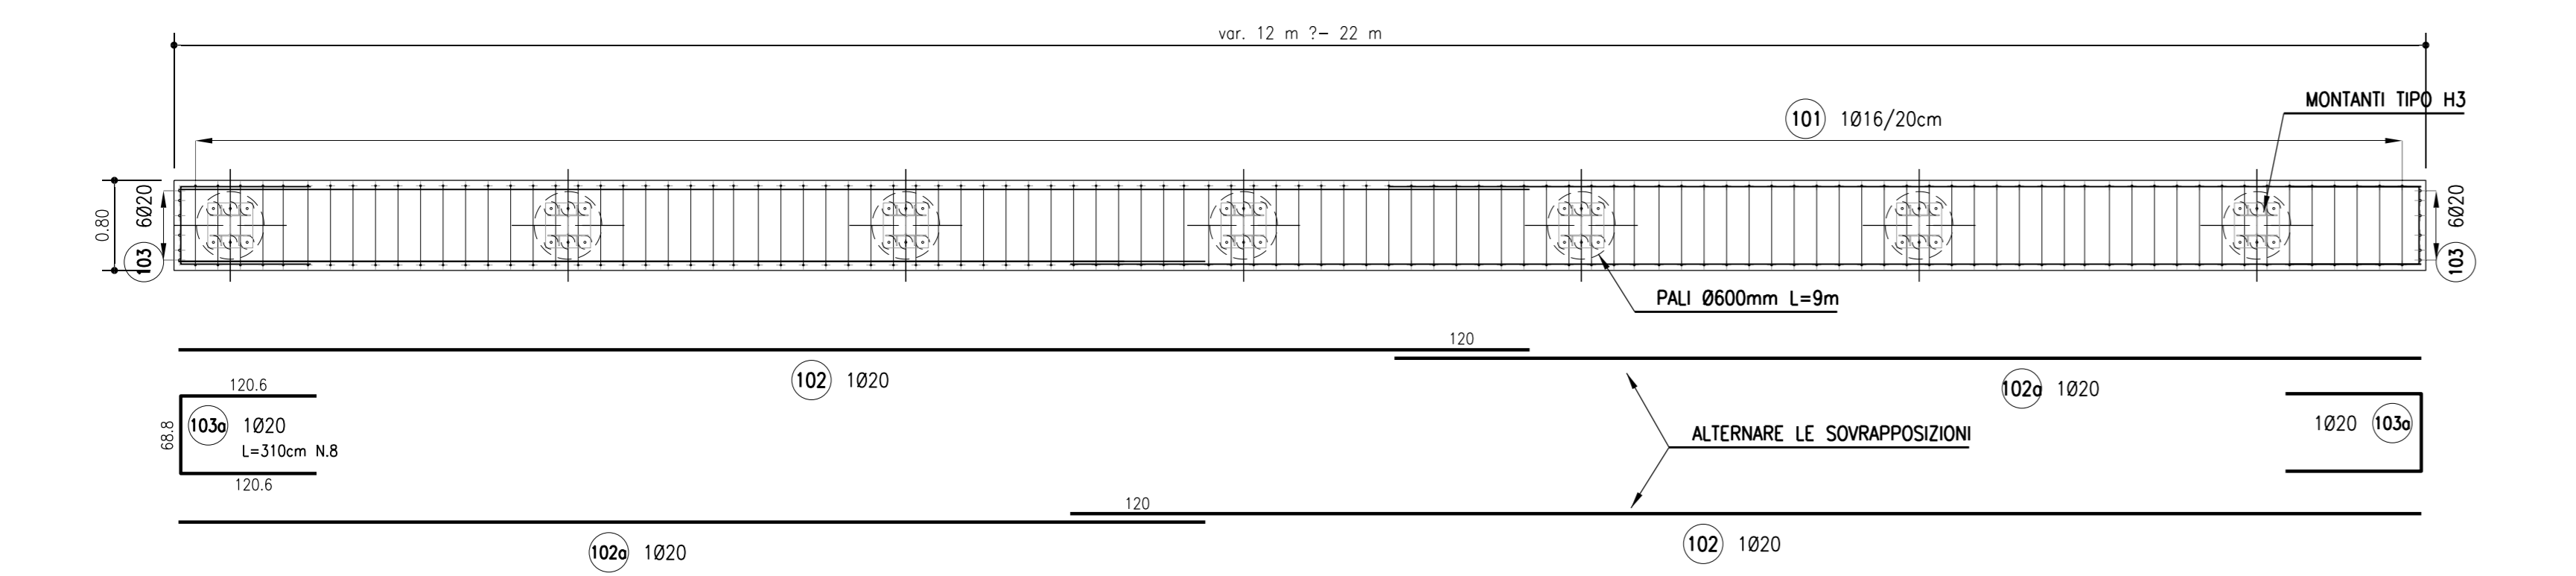 var. 12 m ?- 22 m
MONTANTI TIPO H3
101 1Ø16/20cm
0.80
103 6Ø20
6Ø20 103
PALI Ø600mm L=9m
120
102 1Ø20
102a 1Ø20
120.6
68.8
103a 1Ø20
L=310cm N.8
120.6
1Ø20 103a
ALTERNARE LE SOVRAPPOSIZIONI
120
102a 1Ø20
102 1Ø20